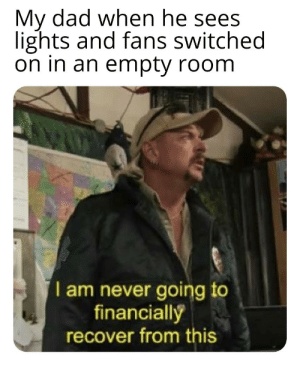 My dad when he sees
lights and fans switched
on in an empty room
I am never going to
financially
recover from this